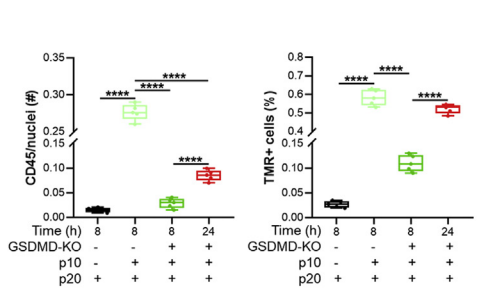 CD45/nuclei (#)
0.35
0.30
0.25
0.15
0.10
0.05
0.00
****
****
****
****
Time (h) 8 8 8 24
GSDMD-KO - - + +
p10 - + + +
p20 + + + +
TMR+ cells (%)
0.8
0.7
0.6
0.5
0.4
0.15
0.10
0.05
0.00
****
****
****
Time (h) 8 8 8 24
GSDMD-KO - - + +
p10 - + + +
p20 + + + +